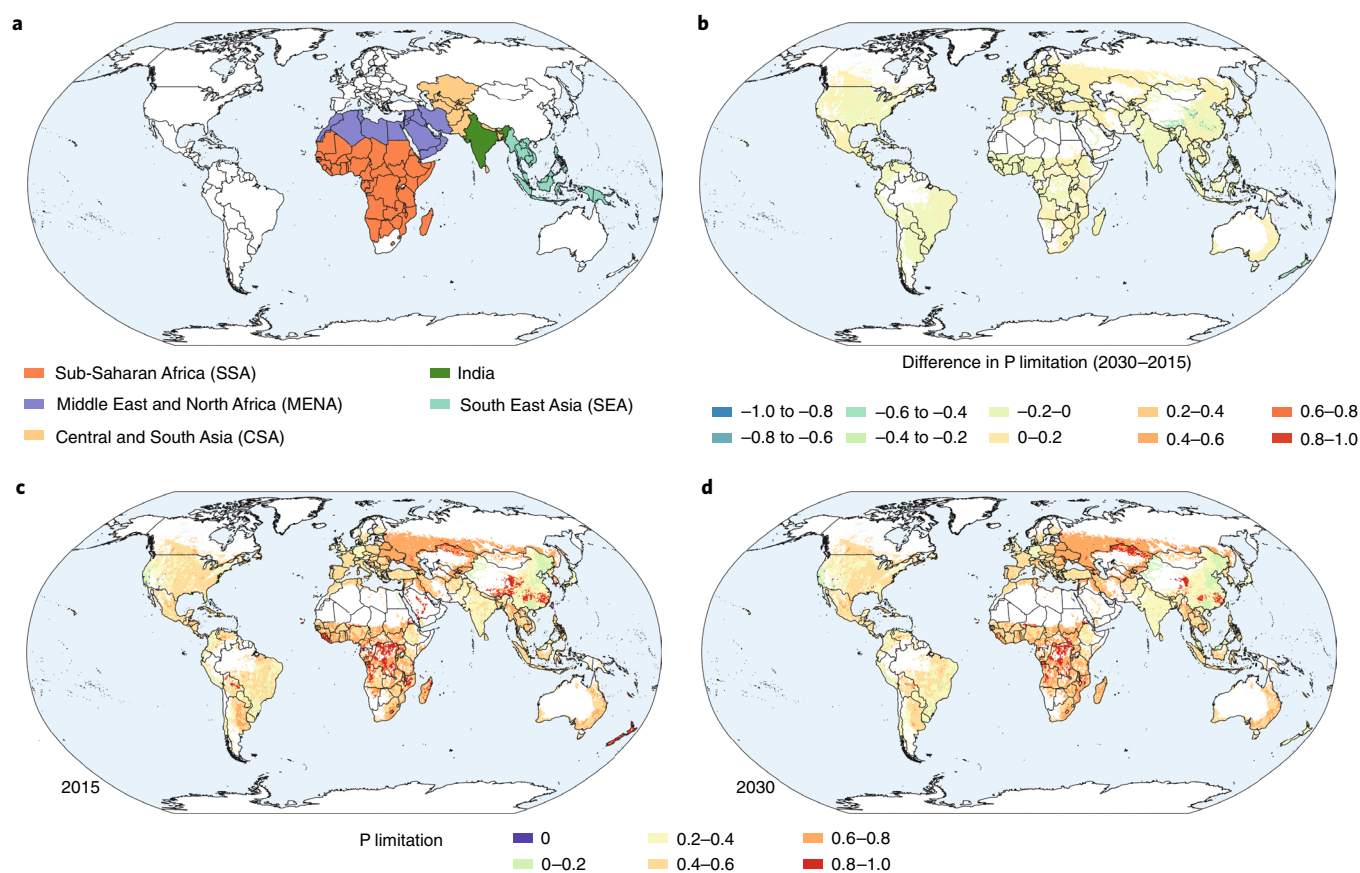 a
b
Sub-Saharan Africa (SSA)
India
Middle East and North Africa (MENA)
South East Asia (SEA)
Central and South Asia (CSA)
Difference in P limitation (2030–2015)
–1.0 to –0.8
–0.6 to –0.4
–0.2–0
0.2–0.4
0.6–0.8
–0.8 to –0.6
–0.4 to –0.2
0–0.2
0.4–0.6
0.8–1.0
c
d
2015
2030
P limitation
0
0.2–0.4
0.6–0.8
0–0.2
0.4–0.6
0.8–1.0